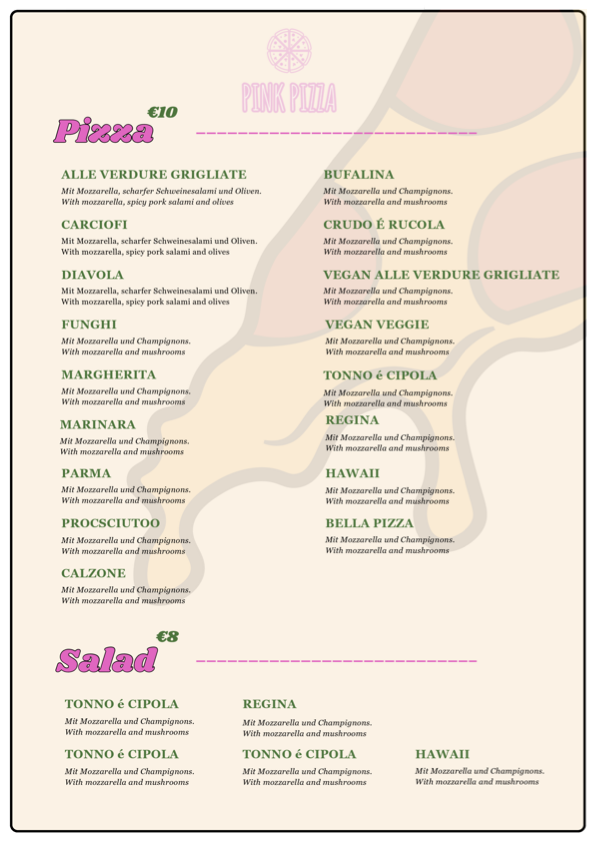 PINK PIZZA
€10
Pizza
ALLE VERDURE GRIGLIATE
Mit Mozzarella, scharfer Schweinesalami und Oliven.
With mozzarella, spicy pork salami and olives
CARCIOFI
Mit Mozzarella, scharfer Schweinesalami und Oliven.
With mozzarella, spicy pork salami and olives
DIAVOLA
Mit Mozzarella, scharfer Schweinesalami und Oliven.
With mozzarella, spicy pork salami and olives
FUNGHI
Mit Mozzarella und Champignons.
With mozzarella and mushrooms
MARGHERITA
Mit Mozzarella und Champignons.
With mozzarella and mushrooms
MARINARA
Mit Mozzarella und Champignons.
With mozzarella and mushrooms
PARMA
Mit Mozzarella und Champignons.
With mozzarella and mushrooms
PROCSCIUTOO
Mit Mozzarella und Champignons.
With mozzarella and mushrooms
CALZONE
Mit Mozzarella und Champignons.
With mozzarella and mushrooms
BUFALINA
Mit Mozzarella und Champignons.
With mozzarella and mushrooms
CRUDO É RUCOLA
Mit Mozzarella und Champignons.
With mozzarella and mushrooms
VEGAN ALLE VERDURE GRIGLIATE
Mit Mozzarella und Champignons.
With mozzarella and mushrooms
VEGAN VEGGIE
Mit Mozzarella und Champignons.
With mozzarella and mushrooms
TONNO é CIPOLA
Mit Mozzarella und Champignons.
With mozzarella and mushrooms
REGINA
Mit Mozzarella und Champignons.
With mozzarella and mushrooms
HAWAII
Mit Mozzarella und Champignons.
With mozzarella and mushrooms
BELLA PIZZA
Mit Mozzarella und Champignons.
With mozzarella and mushrooms
€8
Salad
TONNO é CIPOLA
Mit Mozzarella und Champignons.
With mozzarella and mushrooms
REGINA
Mit Mozzarella und Champignons.
With mozzarella and mushrooms
TONNO é CIPOLA
Mit Mozzarella und Champignons.
With mozzarella and mushrooms
TONNO é CIPOLA
Mit Mozzarella und Champignons.
With mozzarella and mushrooms
HAWAII
Mit Mozzarella und Champignons.
With mozzarella and mushrooms